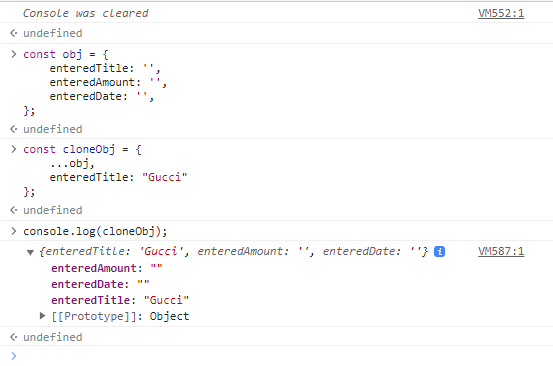 Console was cleared VM552:1
undefined
const obj = {
enteredTitle: '',
enteredAmount: '',
enteredDate: '',
};
undefined
const cloneObj = {
...obj,
enteredTitle: "Gucci"
};
undefined
console.log(cloneObj);
{enteredTitle: 'Gucci', enteredAmount: '', enteredDate: ''} i VM587:1
enteredAmount: ""
enteredDate: ""
enteredTitle: "Gucci"
[[Prototype]]: Object
undefined